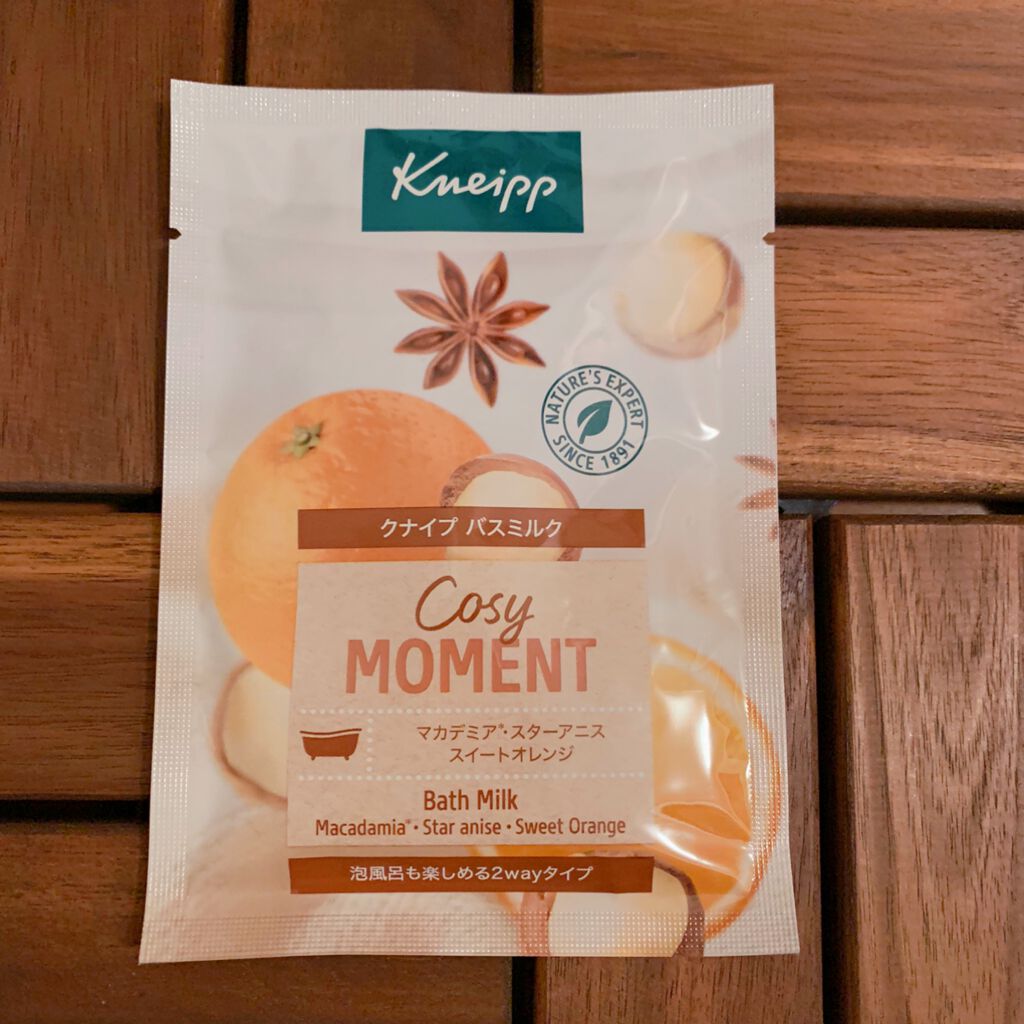 Kneipp
NATURE'S EXPERT
SINCE 1891
クナイプ バスミルク
Cosy
MOMENT
マカデミア*・スターアニス
スイートオレンジ
Bath Milk
Macadamia*・Star anise・Sweet Orange
泡風呂も楽しめる2wayタイプ